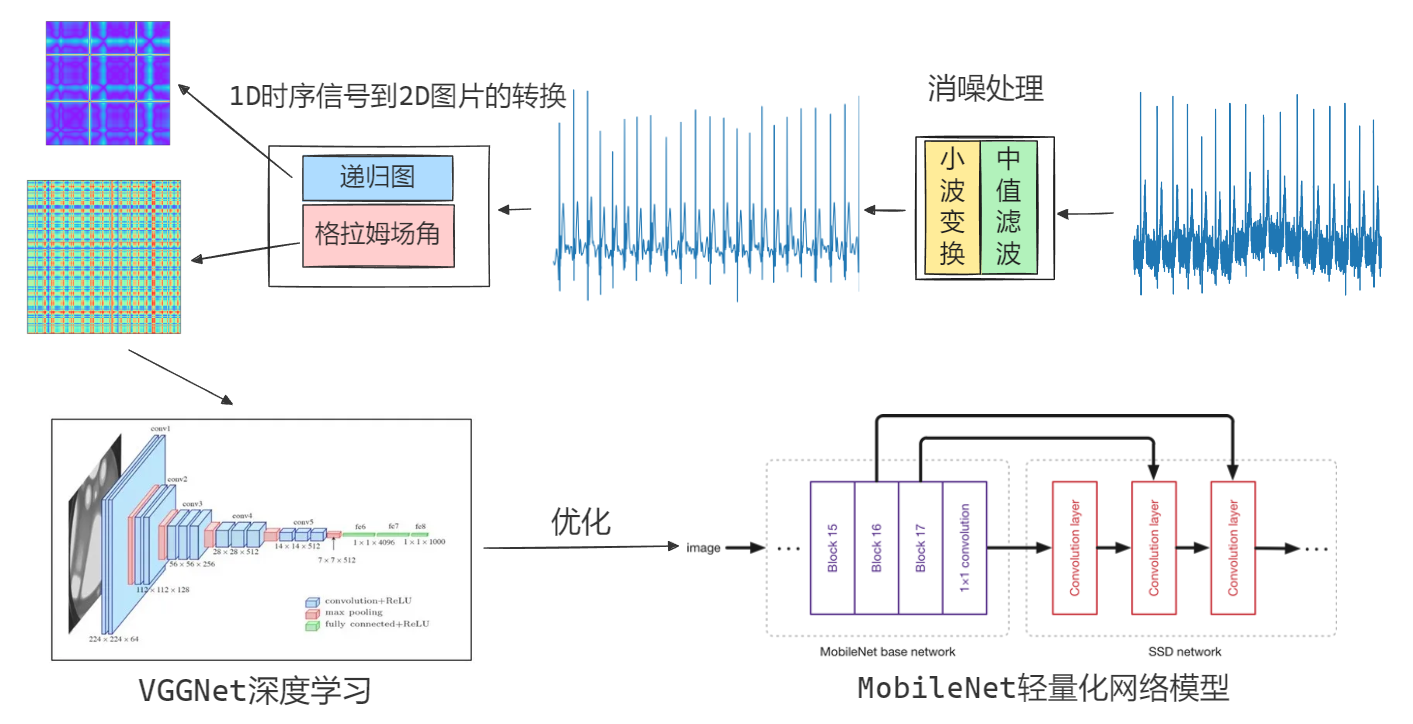 1D时序信号到2D图片的转换
消噪处理
递归图
格拉姆场角
小波变换
中值滤波
conv1
conv2
conv3
conv4
conv5
fc6
fc7
fc8
1 × 1 × 4096
1 × 1 × 1000
28 × 28 × 512
14 × 14 × 512
7 × 7 × 512
56 × 56 × 256
112 × 112 × 128
224 × 224 × 64
convolution+ReLU
max pooling
fully connected+ReLU
VGGNet深度学习
优化
image
Block 15
Block 16
Block 17
1×1 convolution
Convolution layer
Convolution layer
Convolution layer
MobileNet base network
SSD network
MobileNet轻量化网络模型